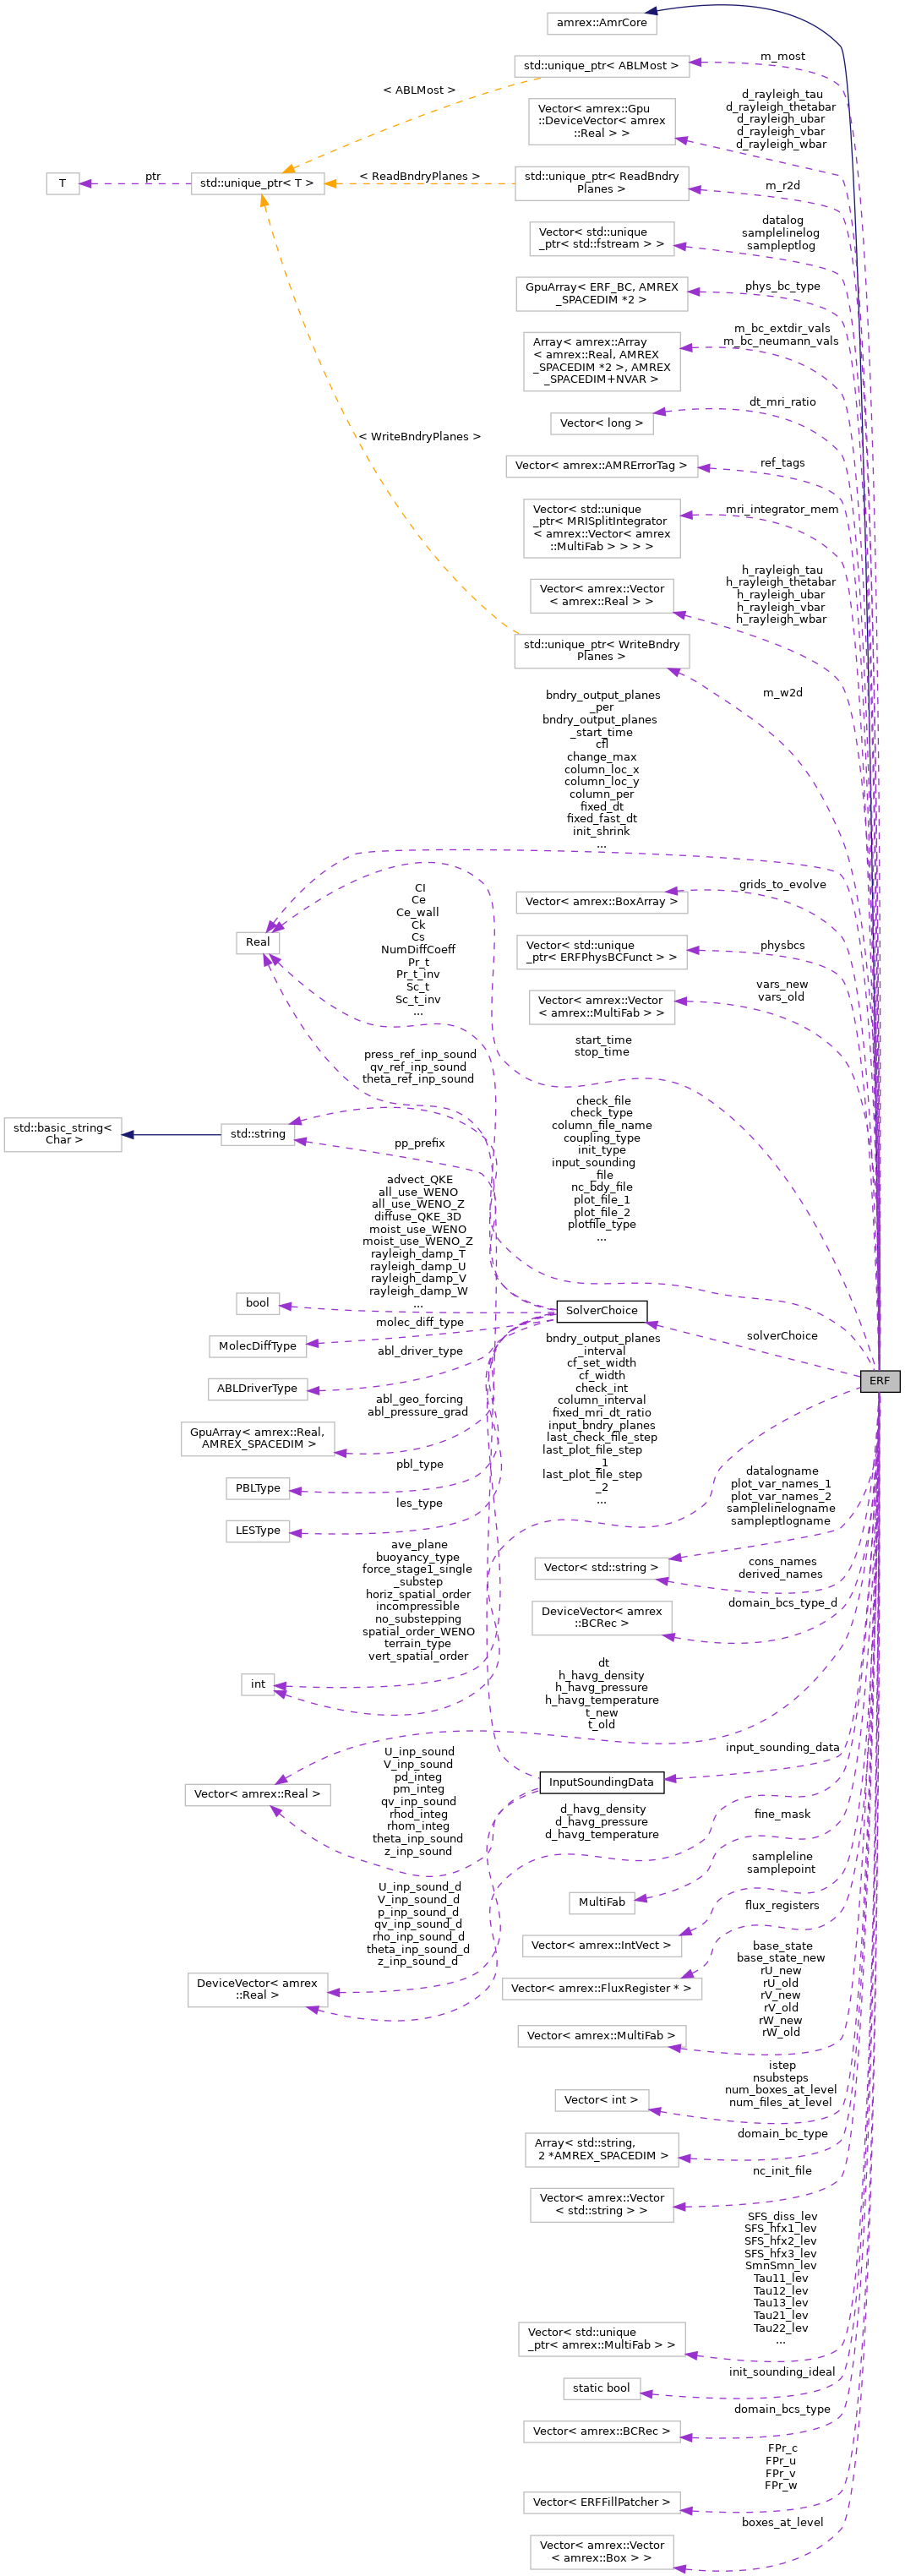 amrex::AmrCore
m_most
std::unique_ptr< ABLMost >
< ABLMost >
d_rayleigh_tau
d_rayleigh_thetabar
d_rayleigh_ubar
d_rayleigh_vbar
d_rayleigh_wbar
Vector< amrex::Gpu
::DeviceVector< amrex
::Real > >
T
ptr
std::unique_ptr< T >
< ReadBndryPlanes >
std::unique_ptr< ReadBndry
Planes >
m_r2d
datalog
samplelinelog
sampleptlog
Vector< std::unique
_ptr< std::fstream > >
GpuArray< ERF_BC, AMREX
_SPACEDIM *2 >
phys_bc_type
m_bc_extdir_vals
m_bc_neumann_vals
Array< amrex::Array
< amrex::Real, AMREX
_SPACEDIM *2 >, AMREX
_SPACEDIM+NVAR >
dt_mri_ratio
Vector< long >
< WriteBndryPlanes >
ref_tags
Vector< amrex::AMRErrorTag >
mri_integrator_mem
Vector< std::unique
_ptr< MRISplitIntegrator
< amrex::Vector< amrex
::MultiFab > > > >
h_rayleigh_tau
h_rayleigh_thetabar
h_rayleigh_ubar
h_rayleigh_vbar
h_rayleigh_wbar
Vector< amrex::Vector
< amrex::Real > >
std::unique_ptr< WriteBndry
Planes >
m_w2d
bndry_output_planes
_per
bndry_output_planes
_start_time
cfl
change_max
column_loc_x
column_loc_y
column_per
fixed_dt
fixed_fast_dt
init_shrink
...
grids_to_evolve
Vector< amrex::BoxArray >
CI
Ce
Ce_wall
Ck
Cs
NumDiffCoeff
Pr_t
Pr_t_inv
Sc_t
Sc_t_inv
...
Real
physbcs
Vector< std::unique
_ptr< ERFPhysBCFunct > >
vars_new
vars_old
Vector< amrex::Vector
< amrex::MultiFab > >
start_time
stop_time
press_ref_inp_sound
qv_ref_inp_sound
theta_ref_inp_sound
check_file
check_type
column_file_name
coupling_type
init_type
input_sounding
_file
nc_bdy_file
plot_file_1
plot_file_2
plotfile_type
...
std::basic_string<
Char >
std::string
pp_prefix
advect_QKE
all_use_WENO
all_use_WENO_Z
diffuse_QKE_3D
moist_use_WENO
moist_use_WENO_Z
rayleigh_damp_T
rayleigh_damp_U
rayleigh_damp_V
rayleigh_damp_W
...
bool
SolverChoice
solverChoice
molec_diff_type
MolecDiffType
abl_driver_type
ABLDriverType
ERF
bndry_output_planes
_interval
cf_set_width
cf_width
check_int
column_interval
fixed_mri_dt_ratio
input_bndry_planes
last_check_file_step
last_plot_file_step
_1
last_plot_file_step
_2
...
abl_geo_forcing
abl_pressure_grad
GpuArray< amrex::Real,
AMREX_SPACEDIM >
pbl_type
PBLType
les_type
LESType
datalogname
plot_var_names_1
plot_var_names_2
samplelinelogname
sampleptlogname
Vector< std::string >
cons_names
derived_names
ave_plane
buoyancy_type
force_stage1_single
_substep
horiz_spatial_order
incompressible
no_substepping
spatial_order_WENO
terrain_type
vert_spatial_order
int
DeviceVector< amrex
::BCRec >
domain_bcs_type_d
dt
h_havg_density
h_havg_pressure
h_havg_temperature
t_new
t_old
input_sounding_data
InputSoundingData
U_inp_sound
V_inp_sound
pd_integ
pm_integ
qv_inp_sound
rhod_integ
rhom_integ
theta_inp_sound
z_inp_sound
Vector< amrex::Real >
d_havg_density
d_havg_pressure
d_havg_temperature
fine_mask
MultiFab
sampleline
samplepoint
Vector< amrex::IntVect >
U_inp_sound_d
V_inp_sound_d
p_inp_sound_d
qv_inp_sound_d
rho_inp_sound_d
theta_inp_sound_d
z_inp_sound_d
DeviceVector< amrex
::Real >
flux_registers
Vector< amrex::FluxRegister * >
base_state
base_state_new
rU_new
rU_old
rV_new
rV_old
rW_new
rW_old
Vector< amrex::MultiFab >
istep
nsubsteps
num_boxes_at_level
num_files_at_level
Vector< int >
domain_bc_type
Array< std::string,
2 *AMREX_SPACEDIM >
nc_init_file
Vector< amrex::Vector
< std::string > >
SFS_diss_lev
SFS_hfx1_lev
SFS_hfx2_lev
SFS_hfx3_lev
SmnSmn_lev
Tau11_lev
Tau12_lev
Tau13_lev
Tau21_lev
Tau22_lev
...
Vector< std::unique
_ptr< amrex::MultiFab > >
init_sounding_ideal
static bool
domain_bcs_type
Vector< amrex::BCRec >
FPr_c
FPr_u
FPr_v
FPr_w
Vector< ERFFillPatcher >
boxes_at_level
Vector< amrex::Vector
< amrex::Box > >